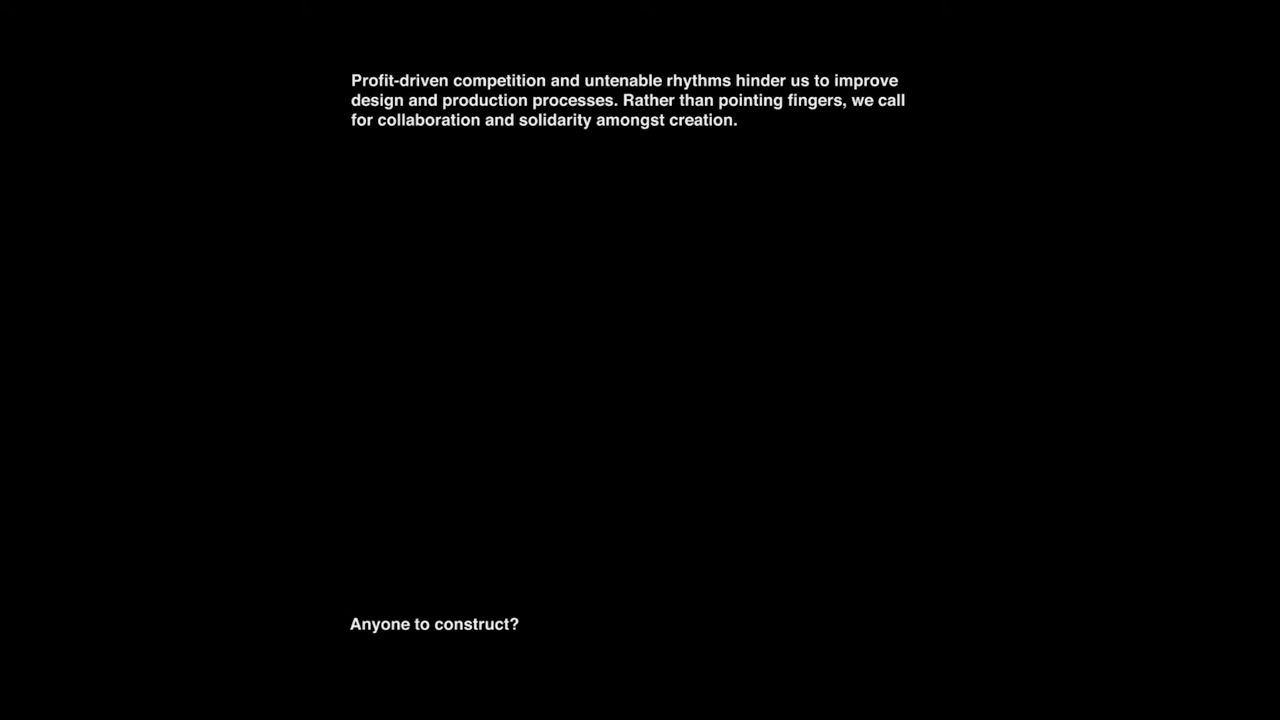 Profit-driven competition and untenable rhythms hinder us to improve
design and production processes. Rather than pointing fingers, we call
for collaboration and solidarity amongst creation.
Anyone to construct?